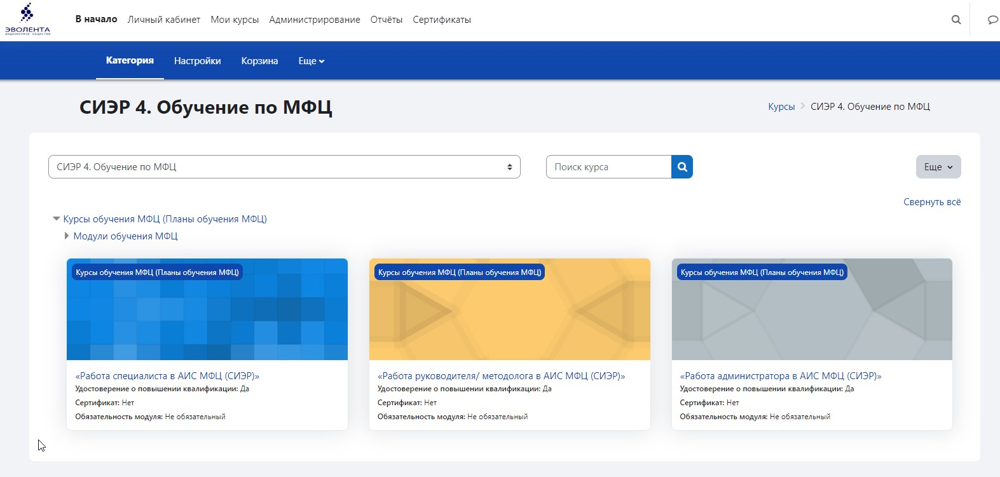 ЭВОЛЕНТА
АКЦИОНЕРНОЕ ОБЩЕСТВО
В начало Личный кабинет Мои курсы Администрирование Отчёты Сертификаты
Категория Настройки Корзина Еще
СИЭР 4. Обучение по МФЦ
Курсы СИЭР 4. Обучение по МФЦ
СИЭР 4. Обучение по МФЦ Поиск курса Еще
Свернуть всё
Курсы обучения МФЦ (Планы обучения МФЦ)
Модули обучения МФЦ
Курсы обучения МФЦ (Планы обучения МФЦ)
«Работа специалиста в АИС МФЦ (СИЭР)»
Удостоверение о повышении квалификации: Да
Сертификат: Нет
Обязательность модуля: Не обязательный
Курсы обучения МФЦ (Планы обучения МФЦ)
«Работа руководителя/ методолога в АИС МФЦ (СИЭР)»
Удостоверение о повышении квалификации: Да
Сертификат: Нет
Обязательность модуля: Не обязательный
Курсы обучения МФЦ (Планы обучения МФЦ)
«Работа администратора в АИС МФЦ (СИЭР)»
Удостоверение о повышении квалификации: Да
Сертификат: Нет
Обязательность модуля: Не обязательный